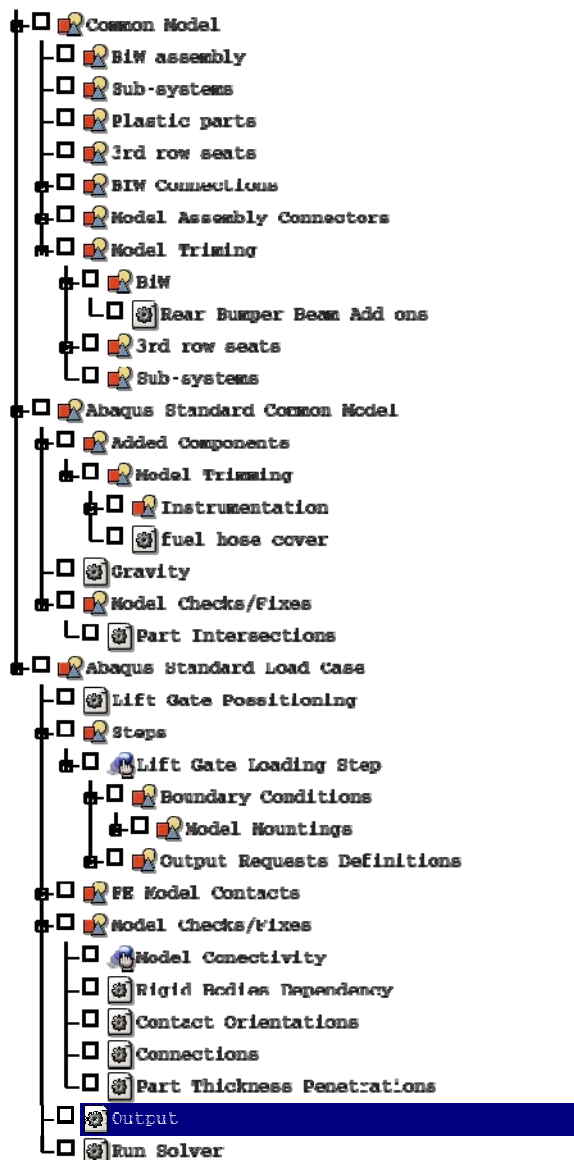 Common Model
BiW assembly
Sub-systems
Plastic parts
3rd row seats
BIW Connections
Model Assembly Connectors
Model Triming
BiW
Rear Bumper Beam Add ons
3rd row seats
Sub-systems
Abaqus Standard Common Model
Added Components
Model Trimming
Instrumentation
fuel hose cover
Gravity
Model Checks/Fixes
Part Intersections
Abaqus Standard Load Case
Lift Gate Possitioning
Steps
Lift Gate Loading Step
Boundary Conditions
Model Mountings
Output Requests Definitions
FE Model Contacts
Model Checks/Fixes
Model Conectivity
Rigid Bodies Dependency
Contact Orientations
Connections
Part Thickness Penetrations
Output
Run Solver